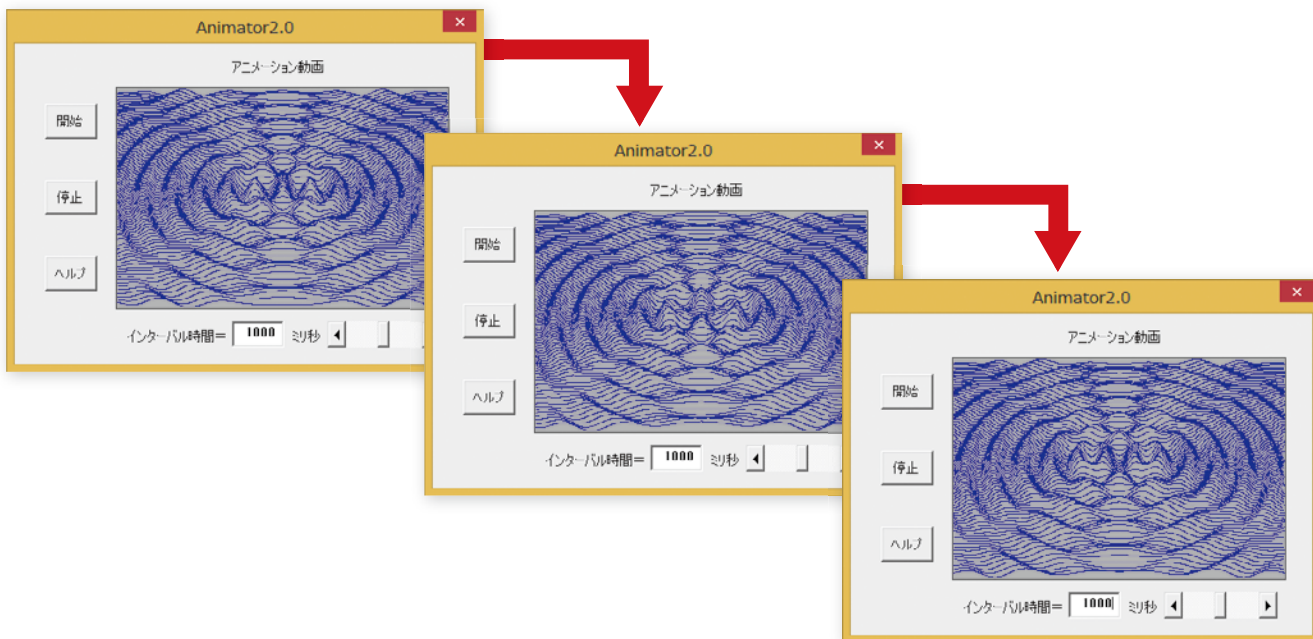 Animator2.0
アニメーション動画
開始
停止
ヘルプ
インターバル時間＝ 1000 ミリ秒
Animator2.0
アニメーション動画
開始
停止
ヘルプ
インターバル時間＝ 1000 ミリ秒
Animator2.0
アニメーション動画
開始
停止
ヘルプ
インターバル時間＝ 1000 ミリ秒